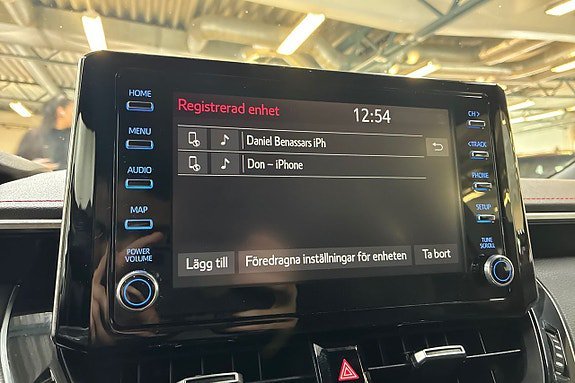 HOME
MENU
AUDIO
MAP
POWER
VOLUME
Registrerad enhet
12:54
Daniel Benassars iPh
Don – iPhone
Lägg till
Föredragna inställningar för enheten
Ta bort
CH >
< TRACK
PHONE
SETUP
TUNE
SCROLL